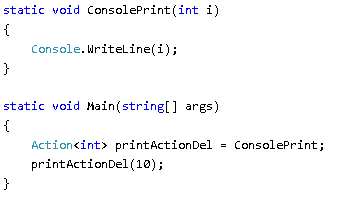 static void ConsolePrint(int i)
{
    Console.WriteLine(i);
}

static void Main(string[] args)
{
    Action<int> printActionDel = ConsolePrint;
    printActionDel(10);
}